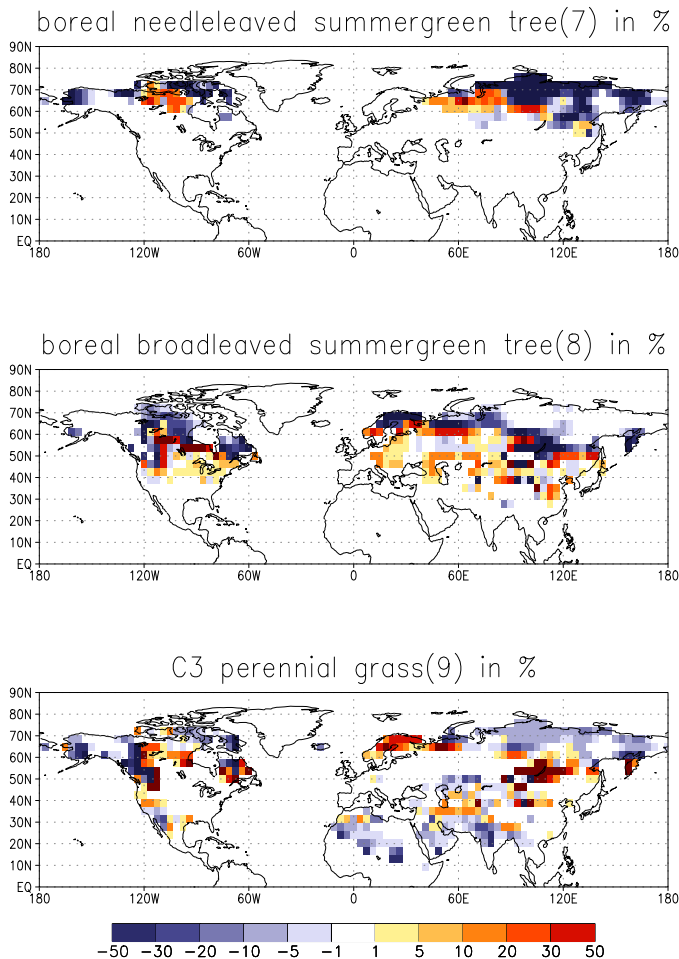 boreal needleleaved summergreen tree(7) in %
90N
80N
70N
60N
50N
40N
30N
20N
10N
EQ
180 120W 60W 0 60E 120E 180
boreal broadleaved summergreen tree(8) in %
90N
80N
70N
60N
50N
40N
30N
20N
10N
EQ
180 120W 60W 0 60E 120E 180
C3 perennial grass(9) in %
90N
80N
70N
60N
50N
40N
30N
20N
10N
EQ
180 120W 60W 0 60E 120E 180
−50 −30 −20 −10 −5 −1 1 5 10 20 30 50